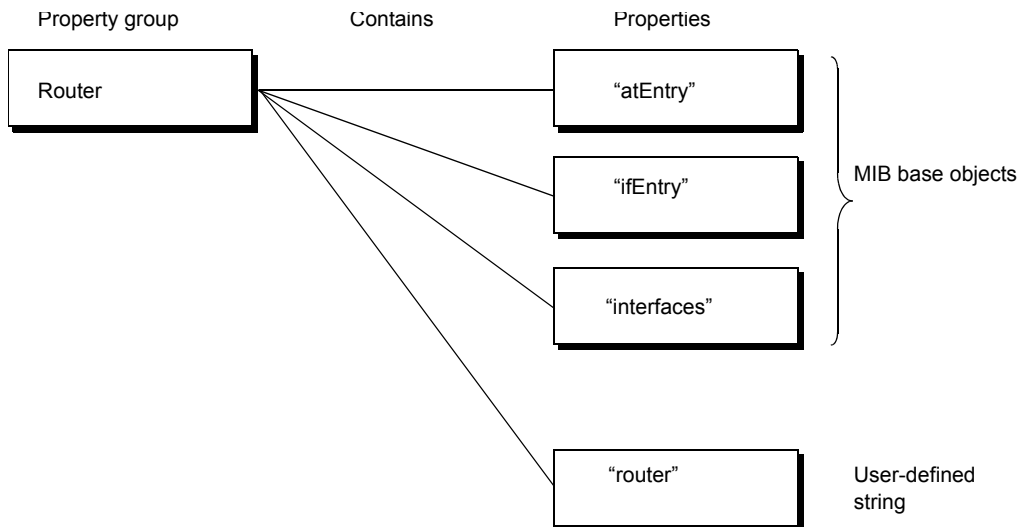 Property group Contains Properties
Router
“atEntry”
“ifEntry”
MIB base objects
“interfaces”
“router”
User-defined
string